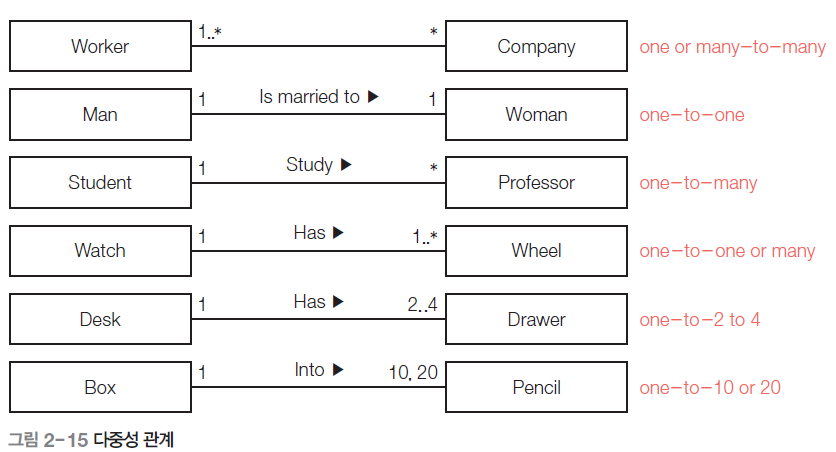 Worker 1..* * Company one or many-to-many
Man 1 Is married to ▶ 1 Woman one-to-one
Student 1 Study ▶ * Professor one-to-many
Watch 1 Has ▶ 1..* Wheel one-to-one or many
Desk 1 Has ▶ 2..4 Drawer one-to-2 to 4
Box 1 Into ▶ 10, 20 Pencil one-to-10 or 20
그림 2-15 다중성 관계